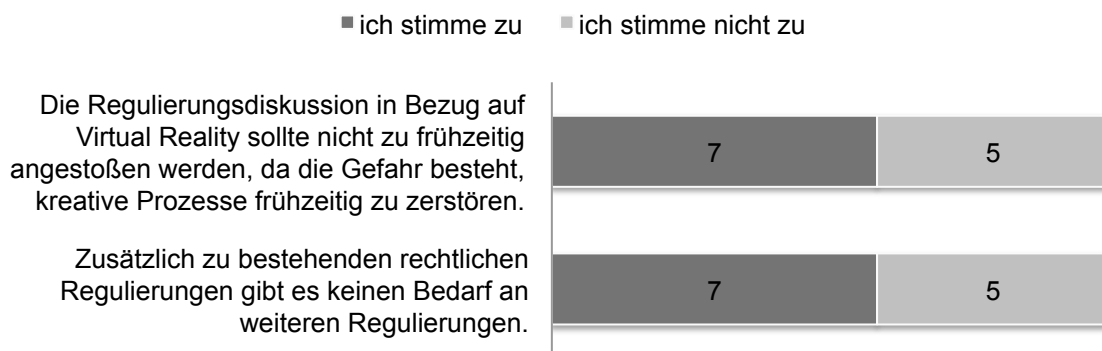 ich stimme zu ich stimme nicht zu
Die Regulierungsdiskussion in Bezug auf
Virtual Reality sollte nicht zu frühzeitig
angestoßen werden, da die Gefahr besteht,
kreative Prozesse frühzeitig zu zerstören.
7 5
Zusätzlich zu bestehenden rechtlichen
Regulierungen gibt es keinen Bedarf an
weiteren Regulierungen.
7 5